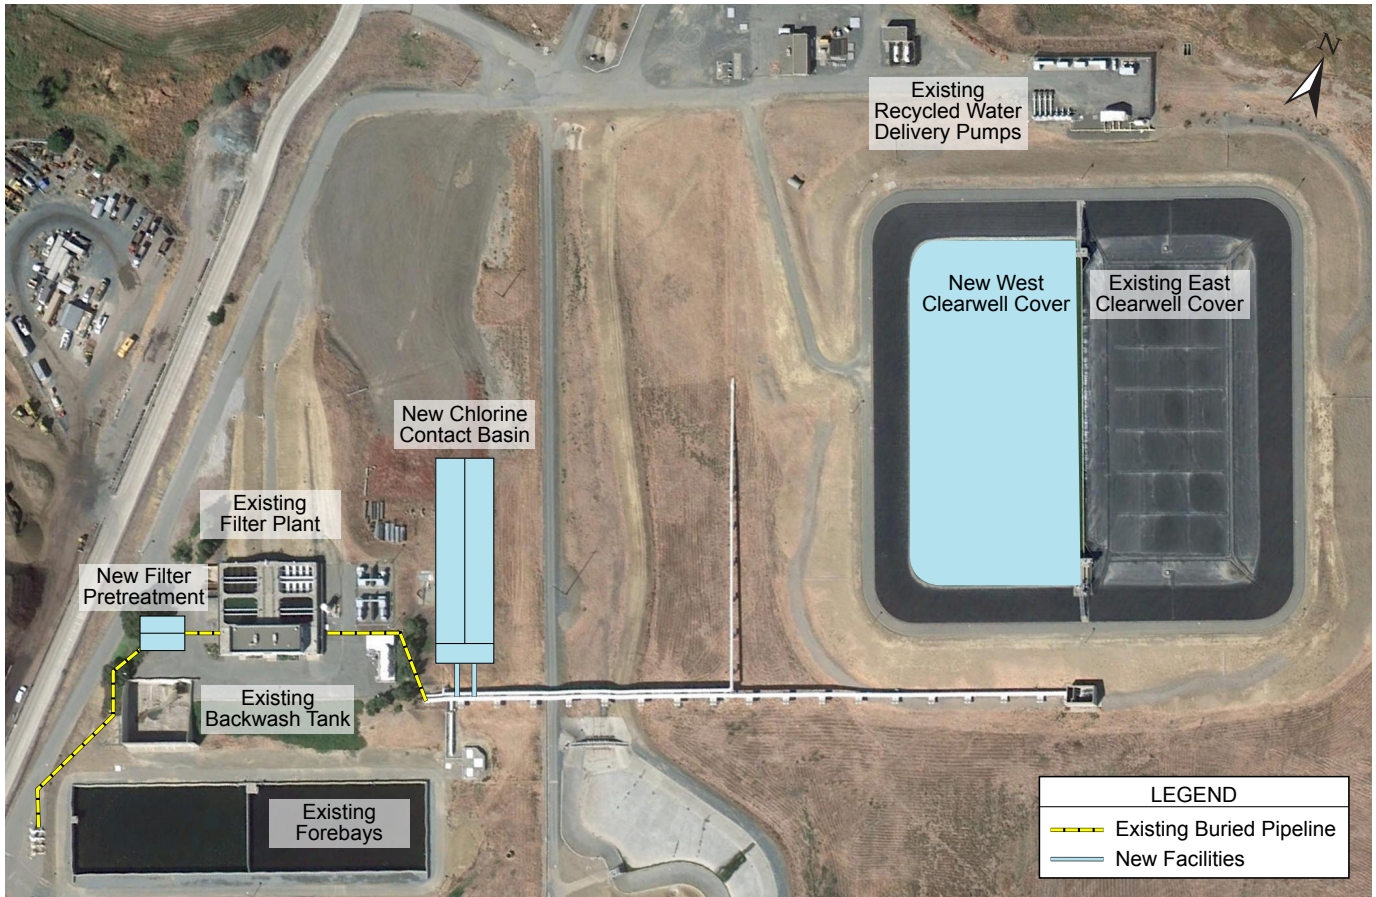 N
Existing
Recycled Water
Delivery Pumps
New West
Clearwell Cover
Existing East
Clearwell Cover
New Chlorine
Contact Basin
Existing
Filter Plant
New Filter
Pretreatment
Existing
Backwash Tank
Existing
Forebays
LEGEND
Existing Buried Pipeline
New Facilities